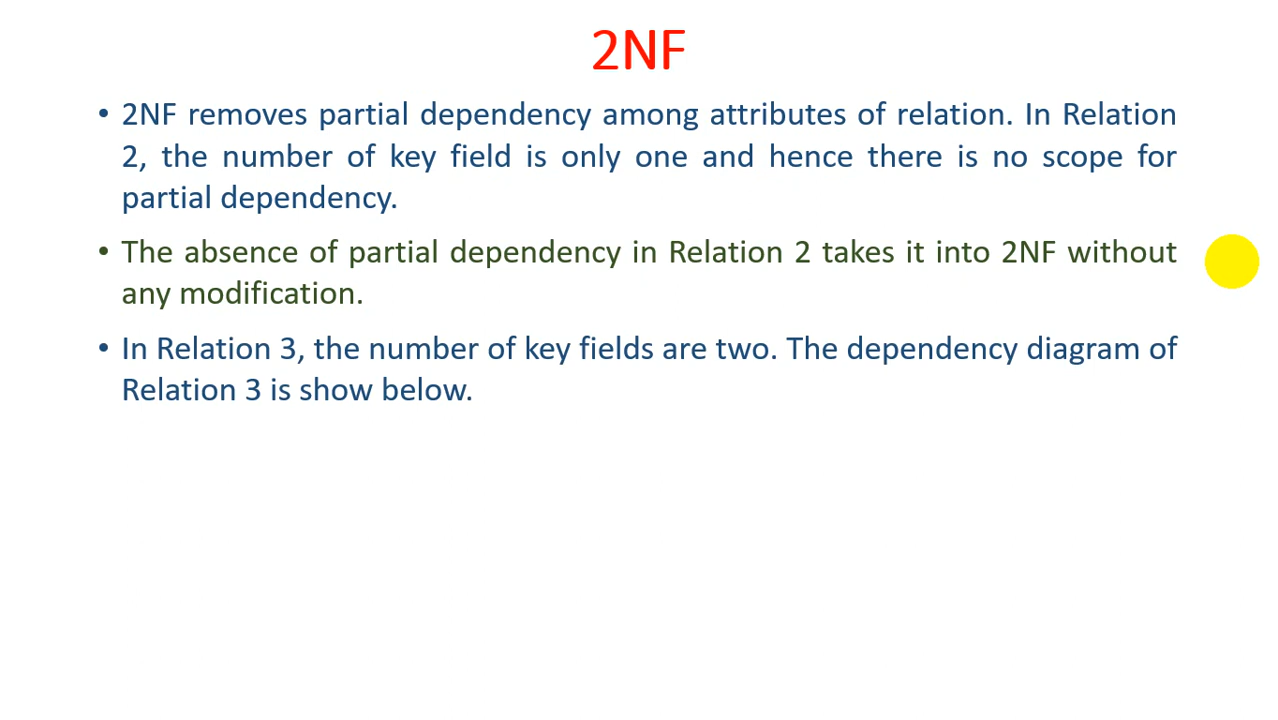 2NF
• 2NF removes partial dependency among attributes of relation. In Relation
2, the number of key field is only one and hence there is no scope for
partial dependency.
• The absence of partial dependency in Relation 2 takes it into 2NF without
any modification.
• In Relation 3, the number of key fields are two. The dependency diagram of
Relation 3 is show below.